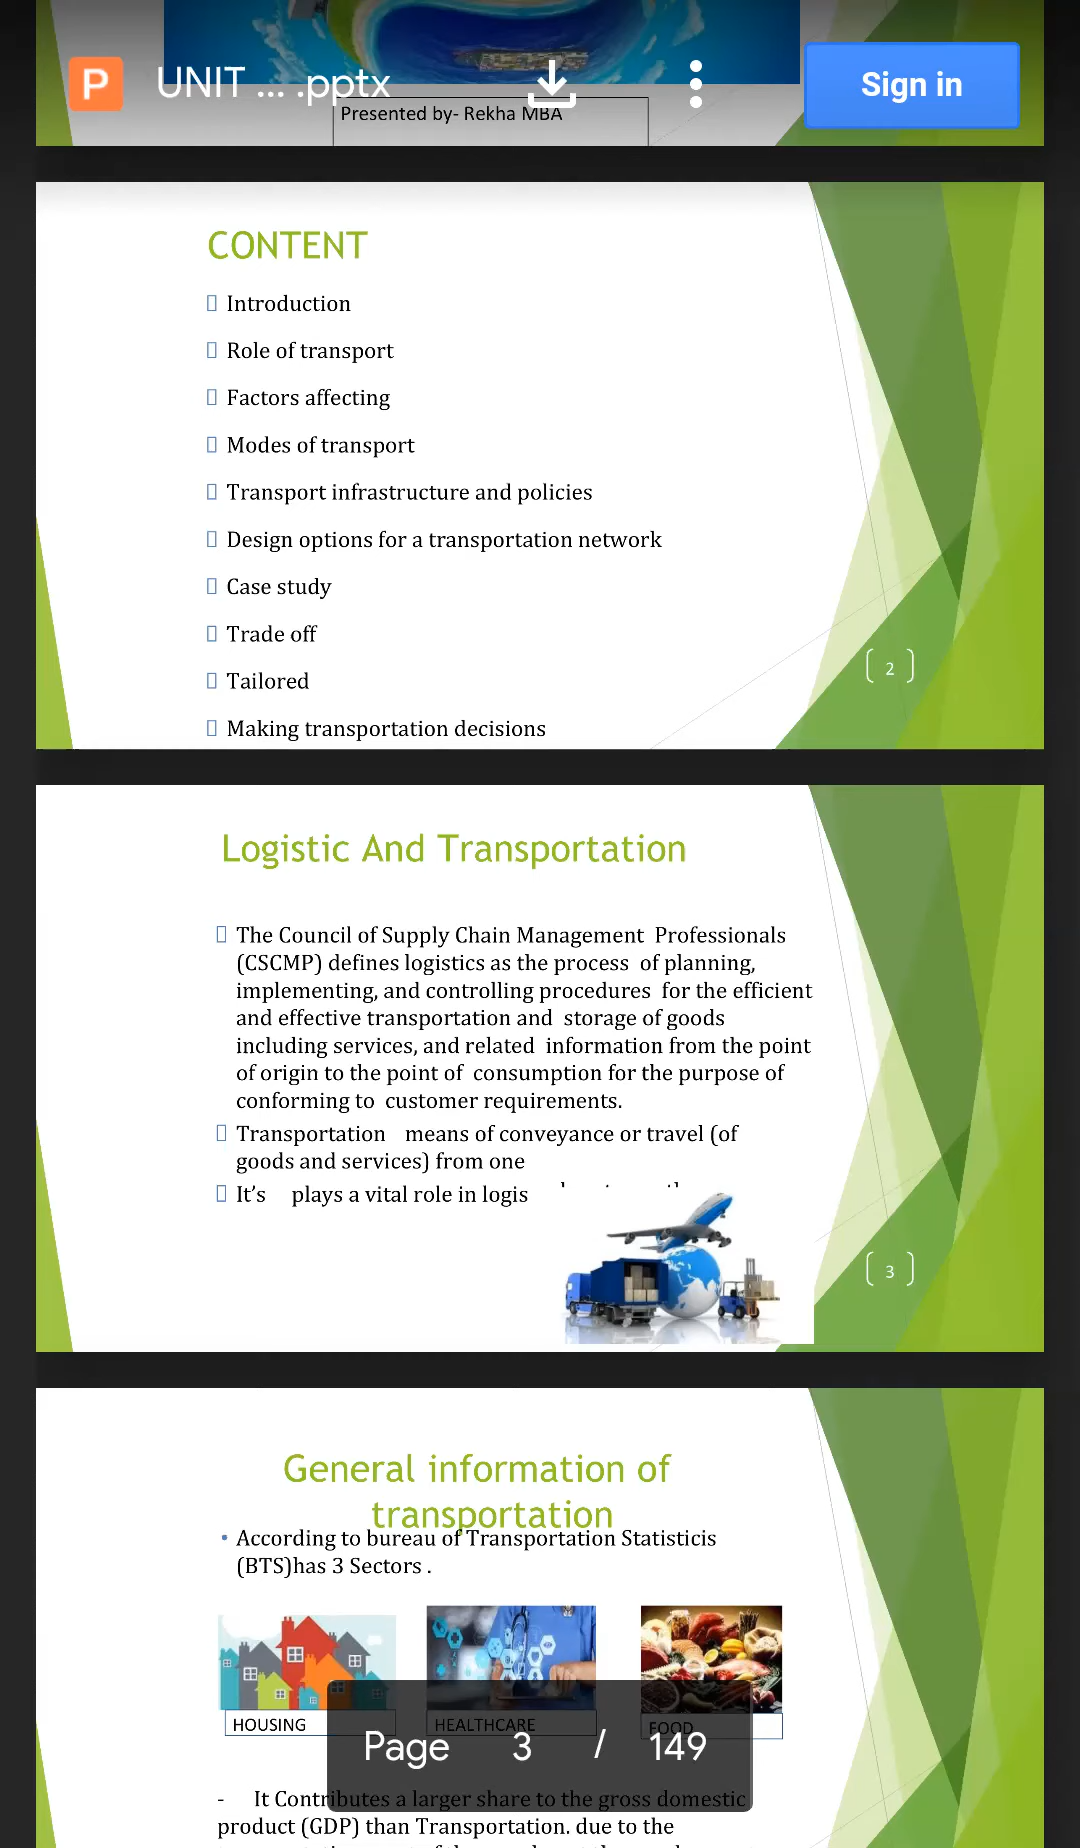 P UNIT ... .pptx Sign in
Presented by- Rekha MBA
CONTENT
Introduction
Role of transport
Factors affecting
Modes of transport
Transport infrastructure and policies
Design options for a transportation network
Case study
Trade off
Tailored
Making transportation decisions
2
Logistic And Transportation
The Council of Supply Chain Management Professionals
(CSCMP) defines logistics as the process of planning,
implementing, and controlling procedures for the efficient
and effective transportation and storage of goods
including services, and related information from the point
of origin to the point of consumption for the purpose of
conforming to customer requirements.
Transportation means of conveyance or travel (of
goods and services) from one
It's plays a vital role in logis
3
General information of
transportation
• According to bureau of Transportation Statisticis
(BTS)has 3 Sectors .
HOUSING HEALTHCARE FOOD
Page 3 / 149
- It Contributes a larger share to the gross domestic
product (GDP) than Transportation. due to the